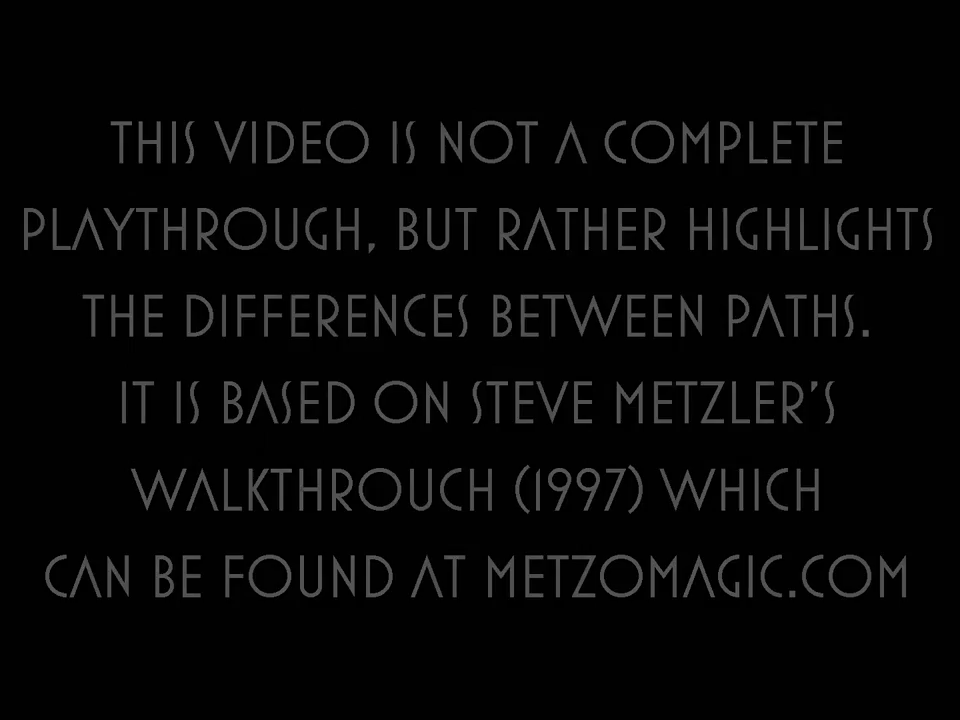 THIS VIDEO IS NOT A COMPLETE
PLAYTHROUGH, BUT RATHER HIGHLIGHTS
THE DIFFERENCES BETWEEN PATHS.
IT IS BASED ON STEVE METZLER'S
WALKTHROUCH (1997) WHICH
CAN BE FOUND AT METZOMAGIC.COM